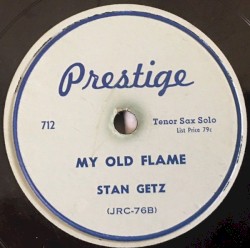 Prestige
712
Tenor Sax Solo
List Price 79¢
MY OLD FLAME
STAN GETZ
(JRC-76B)